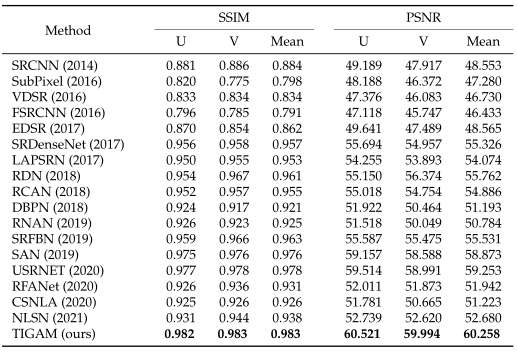 Method SSIM PSNR
U V Mean U V Mean
SRCNN (2014) 0.881 0.886 0.884 49.189 47.917 48.553
SubPixel (2016) 0.820 0.775 0.798 48.188 46.372 47.280
VDSR (2016) 0.833 0.834 0.834 47.376 46.083 46.730
FSRCNN (2016) 0.796 0.785 0.791 47.118 45.747 46.433
EDSR (2017) 0.870 0.854 0.862 49.641 47.489 48.565
SRDenseNet (2017) 0.956 0.958 0.957 55.694 54.957 55.326
LAPSRN (2017) 0.950 0.955 0.953 54.255 53.893 54.074
RDN (2018) 0.954 0.967 0.961 55.150 56.374 55.762
RCAN (2018) 0.952 0.957 0.955 55.018 54.754 54.886
DBPN (2018) 0.924 0.917 0.921 51.922 50.464 51.193
RNAN (2019) 0.926 0.923 0.925 51.518 50.049 50.784
SRFBN (2019) 0.959 0.966 0.963 55.587 55.475 55.531
SAN (2019) 0.975 0.976 0.976 59.157 58.588 58.873
USRNET (2020) 0.977 0.978 0.978 59.514 58.991 59.253
RFANet (2020) 0.926 0.936 0.931 52.011 51.873 51.942
CSNLA (2020) 0.925 0.926 0.926 51.781 50.665 51.223
NLSN (2021) 0.931 0.944 0.938 52.739 52.620 52.680
TIGAM (ours) 0.982 0.983 0.983 60.521 59.994 60.258